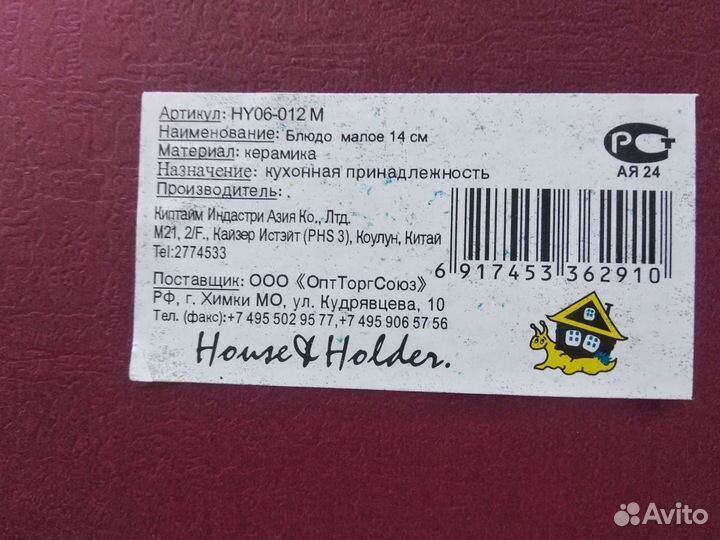 Артикул: HY06-012 M
Наименование: Блюдо малое 14 см
Материал: керамика
Назначение: кухонная принадлежность
Производитель: .
Киптайм Индастри Азия Ко., Лтд.
M21, 2/F., Кайзер Истэйт (PHS 3), Коулун, Китай
Tel:2774533
Поставщик: ООО《ОптТоргСоюз》
РФ, г. Химки МО, ул. Кудрявцева, 10
Тел. (факс):+7 495 502 95 77,+7 495 906 57 56
House & Holder.
РСТ
АЯ 24
6 917453 362910
Avito